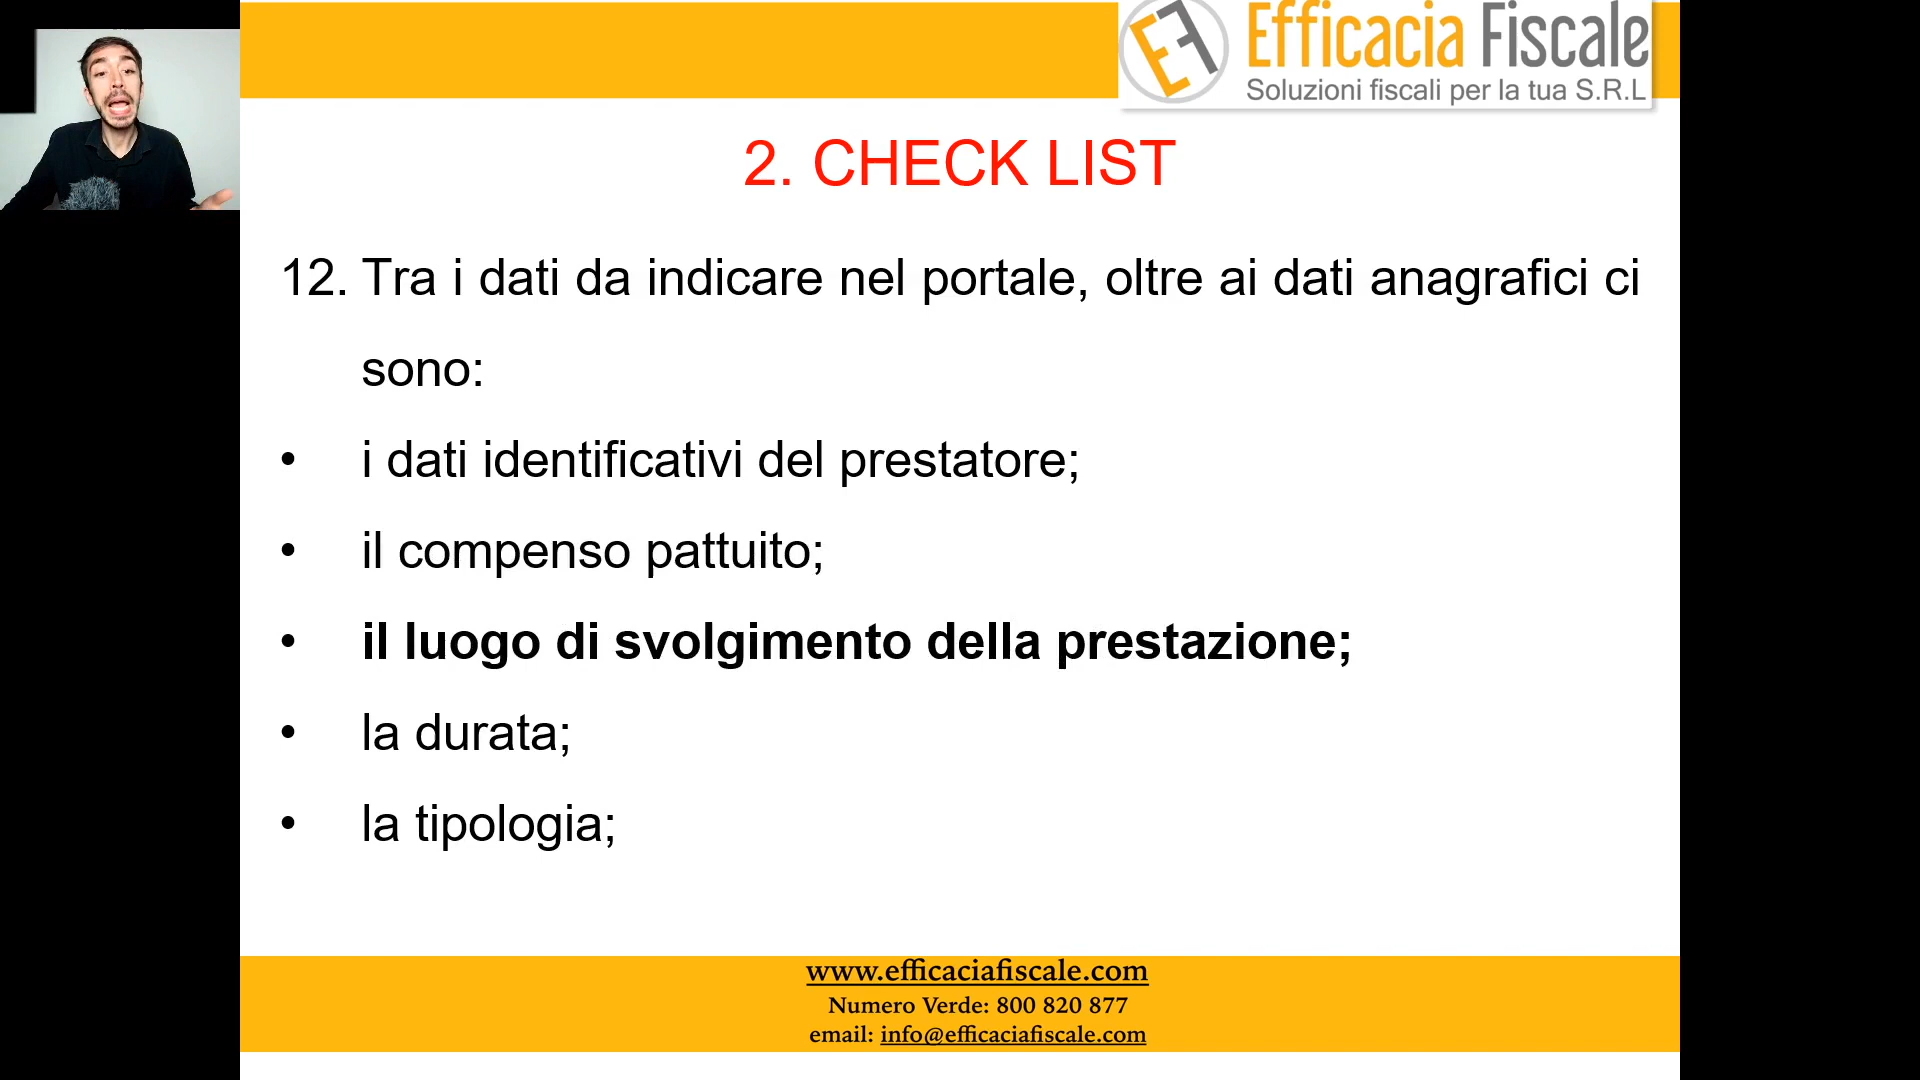 EF Efficacia Fiscale
Soluzioni fiscali per la tua S.R.L
2. CHECK LIST
12. Tra i dati da indicare nel portale, oltre ai dati anagrafici ci
sono:
• i dati identificativi del prestatore;
• il compenso pattuito;
• il luogo di svolgimento della prestazione;
• la durata;
• la tipologia;
www.efficaciafiscale.com
Numero Verde: 800 820 877
email: info@efficaciafiscale.com